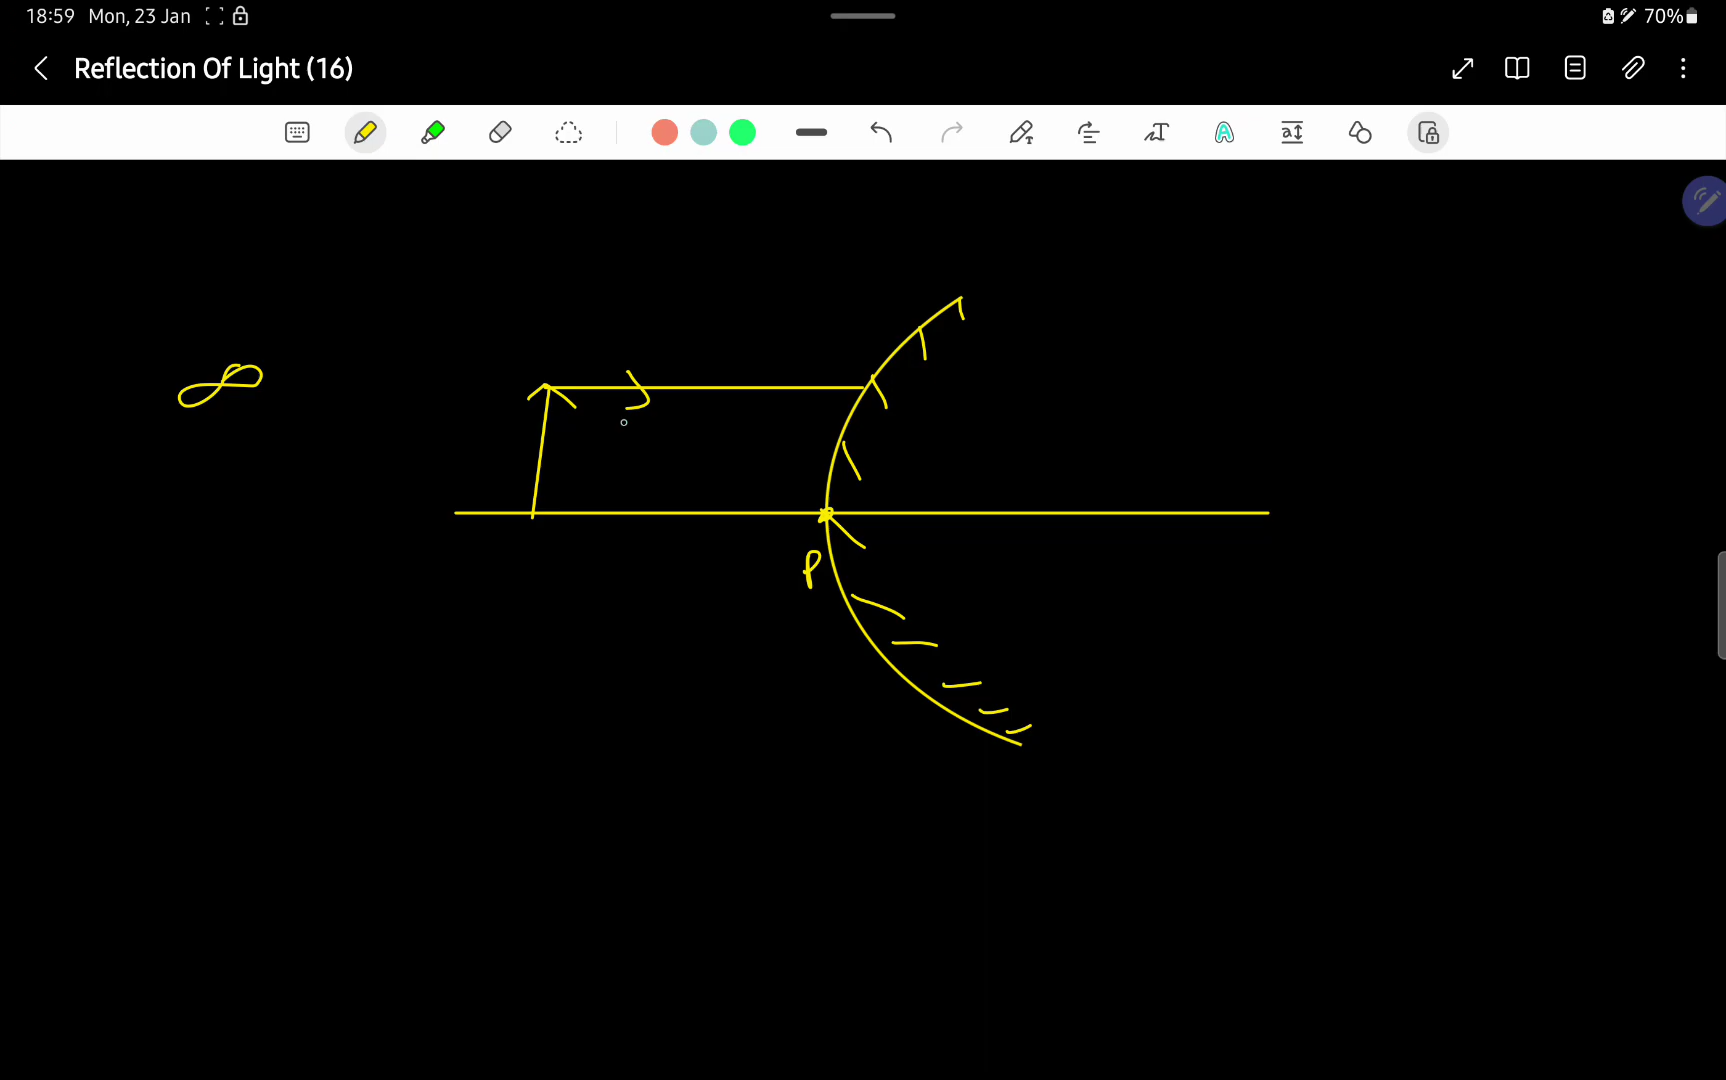 18:59 Mon, 23 Jan
70%
Reflection Of Light (16)
∞
P